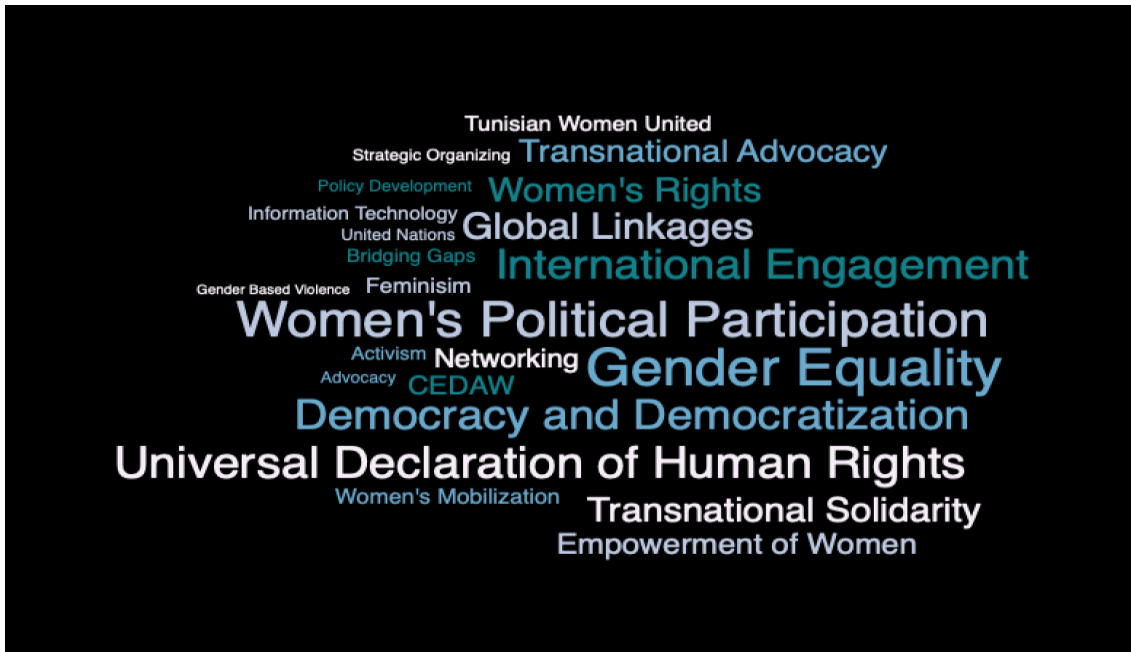 Tunisian Women United
Strategic Organizing Transnational Advocacy
Policy Development Women's Rights
Information Technology Global Linkages
United Nations
Bridging Gaps International Engagement
Gender Based Violence Feminisim
Women's Political Participation
Activism Networking Gender Equality
Advocacy CEDAW
Democracy and Democratization
Universal Declaration of Human Rights
Women's Mobilization Transnational Solidarity
Empowerment of Women